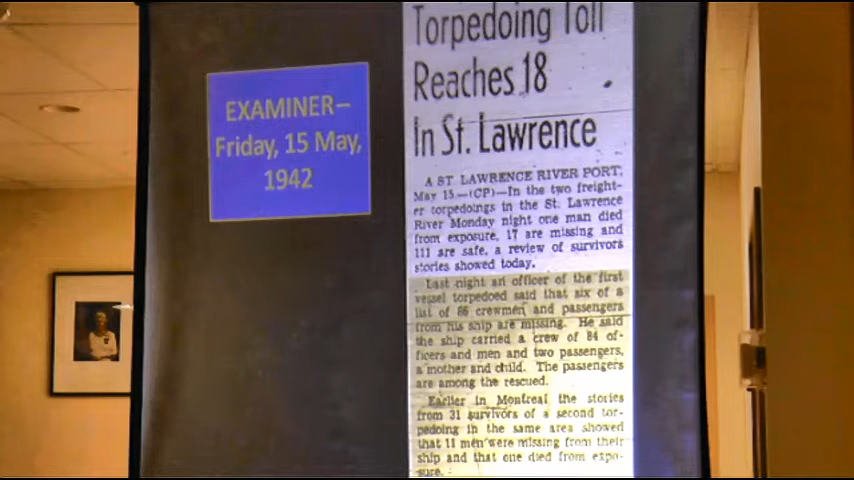 EXAMINER–
Friday, 15 May,
1942
Torpedoing Toll
Reaches 18
In St. Lawrence
A ST. LAWRENCE RIVER PORT,
May 15.—(CP)—In the two freight-
er torpedoings in the St. Lawrence
River Monday night one man died
from exposure, 17 are missing and
111 are safe, a review of survivors
stories showed today.
Last night an officer of the first
vessel torpedoed said that six of a
list of 86 crewmen and passengers
from his ship are missing. He said
the ship carried a crew of 84 of-
ficers and men and two passengers,
a mother and child. The passengers
are among the rescued.
Earlier in Montreal the stories
from 31 survivors of a second tor-
pedoing in the same area showed
that 11 men were missing from their
ship and that one died from expo-
sure.